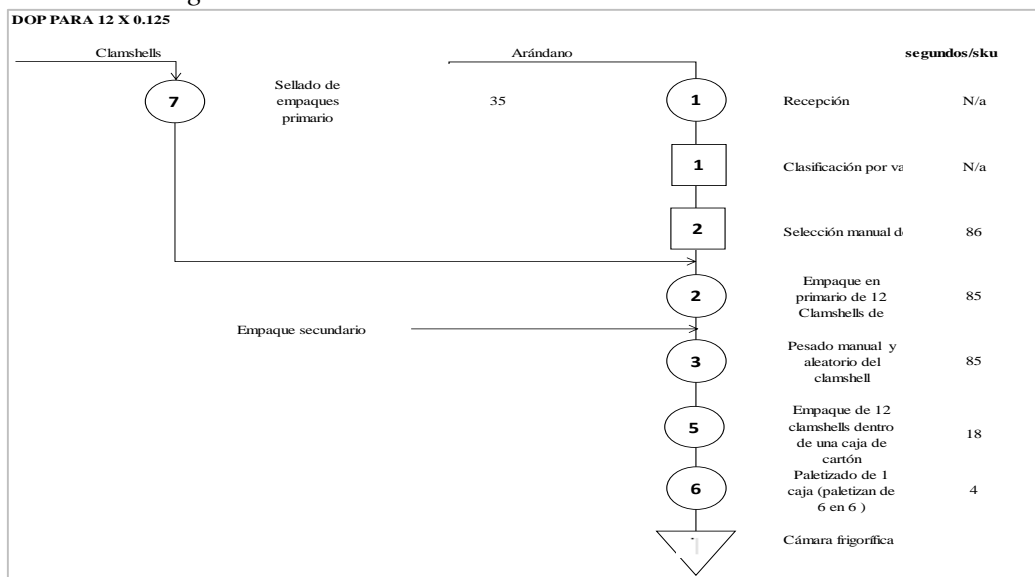 DOP PARA 12 X 0.125
Clamshells
Arándano
segundos/sku
7
Sellado de
empaques
primario
35
1
Recepción
N/a
1
Clasificación por va
N/a
2
Selección manual d
86
2
Empaque en
primario de 12
Clamshells de
85
Empaque secundario
3
Pesado manual y
aleatorio del
clamshell
85
5
Empaque de 12
clamshells dentro
de una caja de
cartón
18
6
Paletizado de 1
caja (paletizan de
6 en 6 )
4
1
Cámara frigorífica